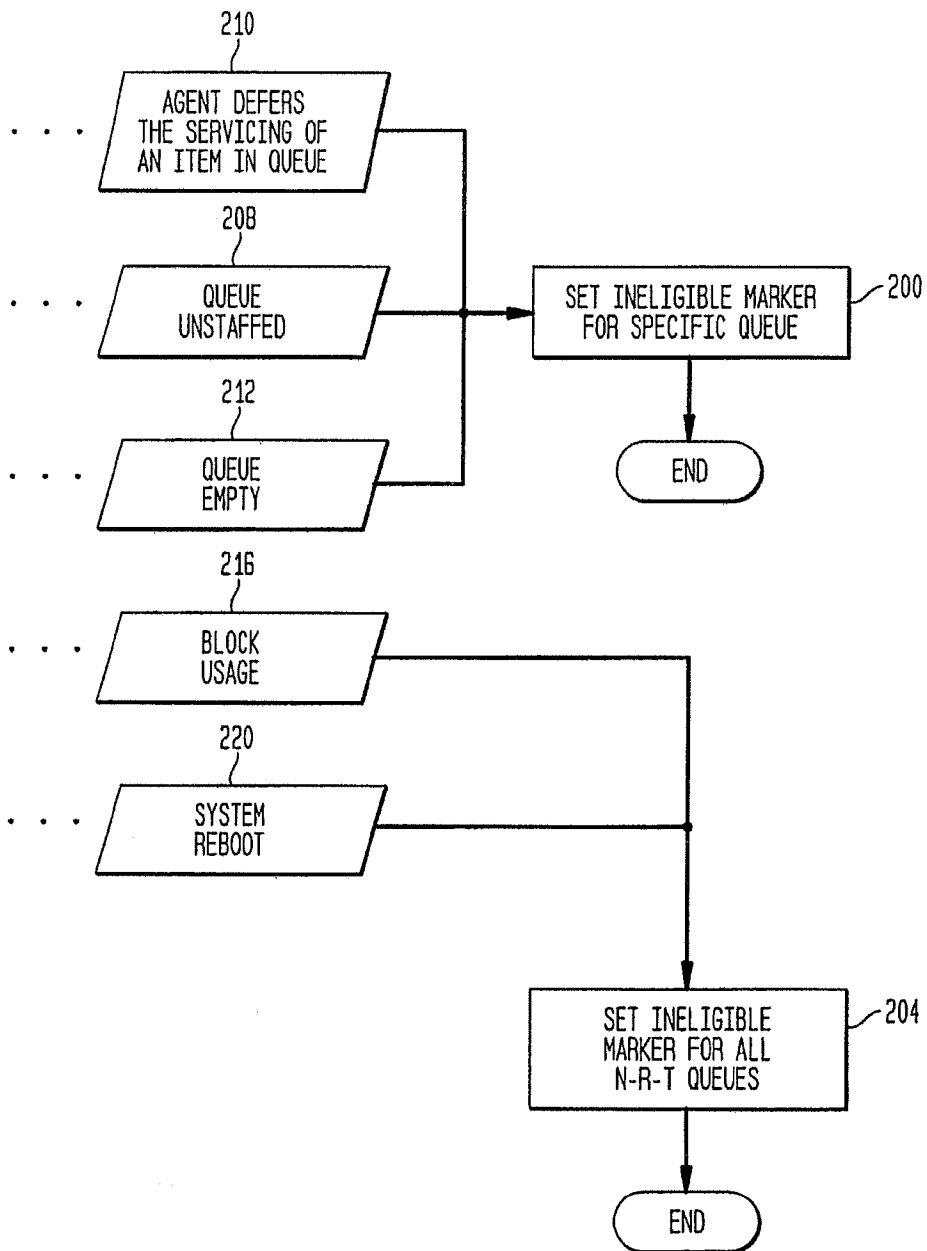 210
AGENT DEFERS
THE SERVICING OF
AN ITEM IN QUEUE
208
QUEUE
UNSTAFFED
SET INELIGIBLE MARKER
FOR SPECIFIC QUEUE
200
212
QUEUE
EMPTY
END
216
BLOCK
USAGE
220
SYSTEM
REBOOT
SET INELIGIBLE
MARKER FOR ALL
N-R-T QUEUES
204
END